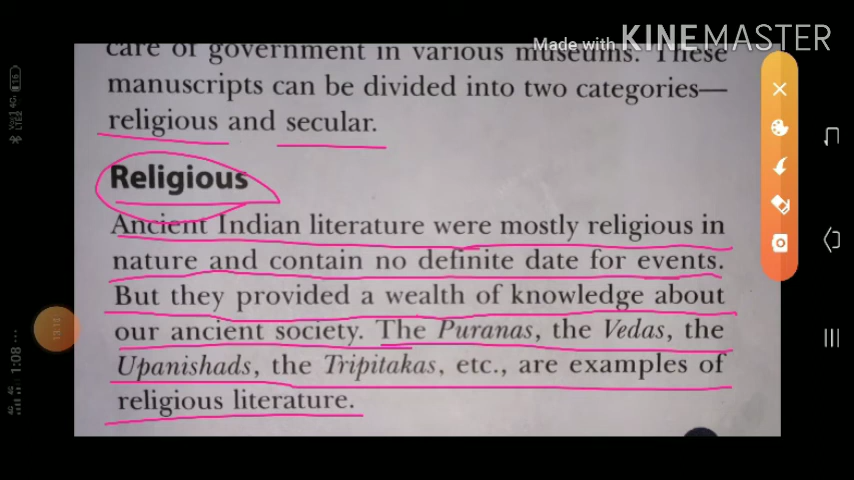 Made with KINEMASTER
care of government in various museums. These
manuscripts can be divided into two categories—
religious and secular.
Religious
Ancient Indian literature were mostly religious in
nature and contain no definite date for events.
But they provided a wealth of knowledge about
our ancient society. The Puranas, the Vedas, the
Upanishads, the Tripitakas, etc., are examples of
religious literature.
1:08